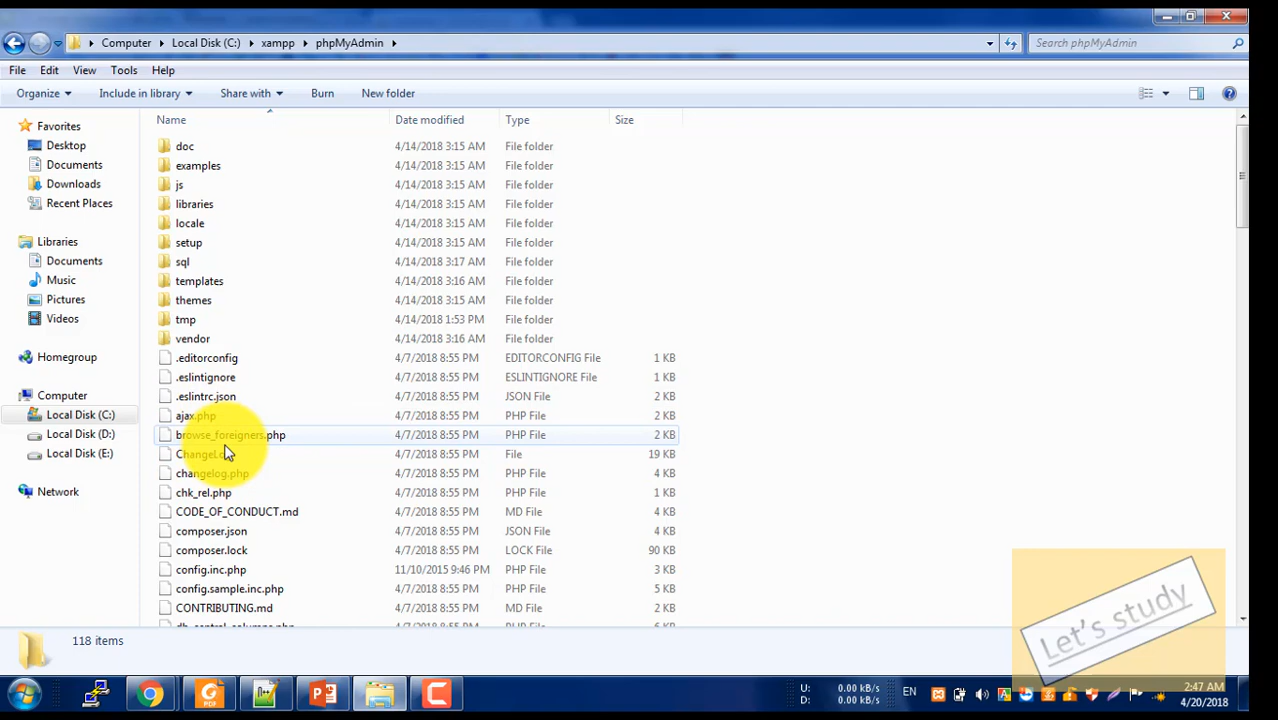 Computer Local Disk (C:) xampp phpMyAdmin Search phpMyAdmin
File Edit View Tools Help
Organize Include in library Share with Burn New folder
Name Date modified Type Size
Favorites
Desktop
Documents
Downloads
Recent Places
Libraries
Documents
Music
Pictures
Videos
Homegroup
Computer
Local Disk (C:)
Local Disk (D:)
Local Disk (E:)
Network
doc 4/14/2018 3:15 AM File folder
examples 4/14/2018 3:15 AM File folder
js 4/14/2018 3:15 AM File folder
libraries 4/14/2018 3:15 AM File folder
locale 4/14/2018 3:15 AM File folder
setup 4/14/2018 3:15 AM File folder
sql 4/14/2018 3:17 AM File folder
templates 4/14/2018 3:16 AM File folder
themes 4/14/2018 3:15 AM File folder
tmp 4/14/2018 1:53 PM File folder
vendor 4/14/2018 3:16 AM File folder
.editorconfig 4/7/2018 8:55 PM EDITORCONFIG File 1 KB
.eslintignore 4/7/2018 8:55 PM ESLINTIGNORE File 1 KB
.eslintrc.json 4/7/2018 8:55 PM JSON File 2 KB
ajax.php 4/7/2018 8:55 PM PHP File 2 KB
browse_foreigners.php 4/7/2018 8:55 PM PHP File 2 KB
4/7/2018 8:55 PM File 19 KB
changelog.php 4/7/2018 8:55 PM PHP File 4 KB
chk_rel.php 4/7/2018 8:55 PM PHP File 1 KB
CODE_OF_CONDUCT.md 4/7/2018 8:55 PM MD File 4 KB
composer.json 4/7/2018 8:55 PM JSON File 4 KB
composer.lock 4/7/2018 8:55 PM LOCK File 90 KB
config.inc.php 11/10/2015 9:46 PM PHP File 3 KB
config.sample.inc.php 4/7/2018 8:55 PM PHP File 5 KB
CONTRIBUTING.md 4/7/2018 8:55 PM MD File 2 KB
118 items
Let's study
PDF
U: 0.00 kB/s
D: 0.00 kB/s
EN
2:47 AM
4/20/2018